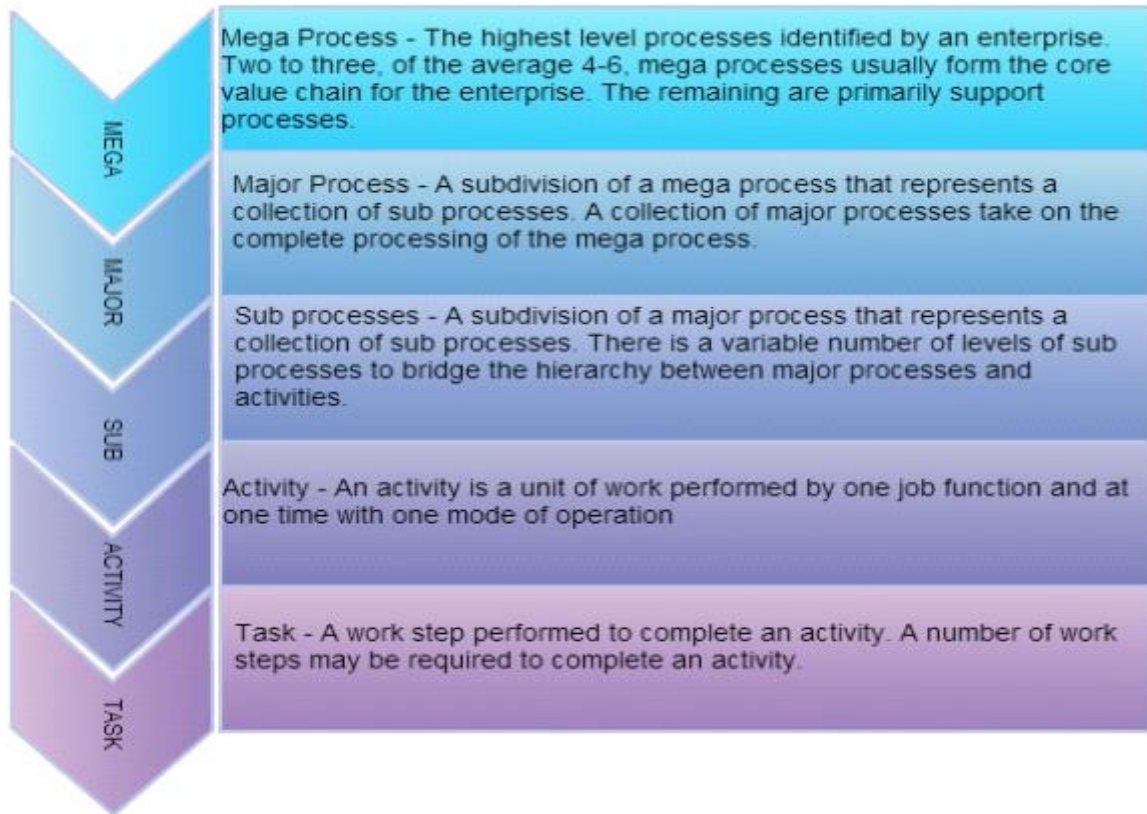 MEGA
Mega Process - The highest level processes identified by an enterprise.
Two to three, of the average 4-6, mega processes usually form the core
value chain for the enterprise. The remaining are primarily support
processes.
MAJOR
Major Process - A subdivision of a mega process that represents a
collection of sub processes. A collection of major processes take on the
complete processing of the mega process.
SUB
Sub processes - A subdivision of a major process that represents a
collection of sub processes. There is a variable number of levels of sub
processes to bridge the hierarchy between major processes and
activities.
ACTIVITY
Activity - An activity is a unit of work performed by one job function and at
one time with one mode of operation
TASK
Task - A work step performed to complete an activity. A number of work
steps may be required to complete an activity.